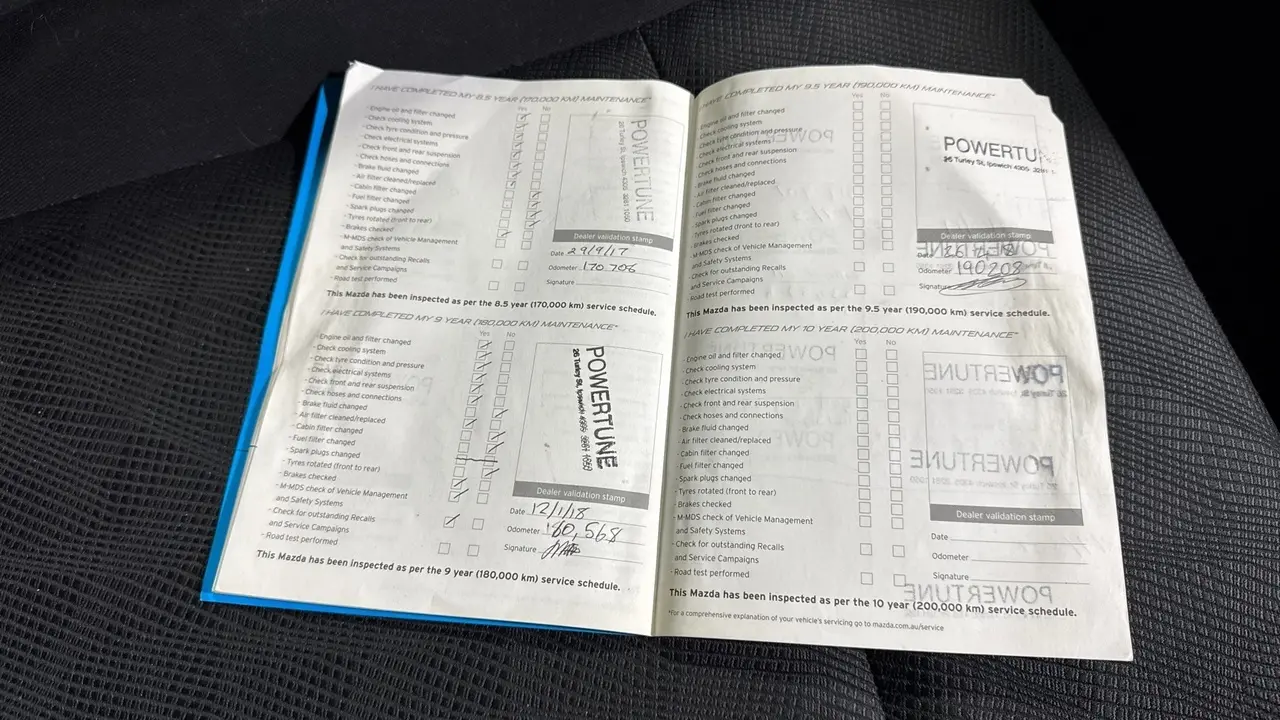 I HAVE COMPLETED MY 8.5 YEAR (170,000 KM) MAINTENANCE*
Yes No
- Engine oil and filter changed
- Check cooling system
- Check tyre condition and pressure
- Check electrical systems
- Check front and rear suspension
- Check hoses and connections
- Brake fluid changed
- Air filter cleaned/replaced
- Cabin filter changed
- Fuel filter changed
- Spark plugs changed
- Tyres rotated (front to rear)
- Brakes checked
- M-MDS check of Vehicle Management
and Safety Systems
- Check for outstanding Recalls
and Service Campaigns
- Road test performed
POWERTUNE
26 Turley St, Ipswich 4305 3281 1050
Dealer validation stamp
Date 29/9/17
Odometer 170706
Signature
This Mazda has been inspected as per the 8.5 year (170,000 km) service schedule.
I HAVE COMPLETED MY 9 YEAR (180,000 KM) MAINTENANCE*
Yes No
- Engine oil and filter changed
- Check cooling system
- Check tyre condition and pressure
- Check electrical systems
- Check front and rear suspension
- Check hoses and connections
- Brake fluid changed
- Air filter cleaned/replaced
- Cabin filter changed
- Fuel filter changed
- Spark plugs changed
- Tyres rotated (front to rear)
- Brakes checked
- M-MDS check of Vehicle Management
and Safety Systems
- Check for outstanding Recalls
and Service Campaigns
- Road test performed
POWERTUNE
26 Turley St, Ipswich 4305 3281 1050
Dealer validation stamp
Date 12/1/18
Odometer 180,568
Signature
This Mazda has been inspected as per the 9 year (180,000 km) service schedule.
I HAVE COMPLETED MY 9.5 YEAR (190,000 KM) MAINTENANCE*
Yes No
- Engine oil and filter changed
- Check cooling system
- Check tyre condition and pressure
- Check electrical systems
- Check front and rear suspension
- Check hoses and connections
- Brake fluid changed
- Air filter cleaned/replaced
- Cabin filter changed
- Fuel filter changed
- Spark plugs changed
- Tyres rotated (front to rear)
- Brakes checked
- M-MDS check of Vehicle Management
and Safety Systems
- Check for outstanding Recalls
and Service Campaigns
- Road test performed
POWERTU
26 Turley St, Ipswich 4305 3281 1
Dealer validation stamp
Date
Odometer 190208
Signature
This Mazda has been inspected as per the 9.5 year (190,000 km) service schedule.
I HAVE COMPLETED MY 10 YEAR (200,000 KM) MAINTENANCE*
Yes No
- Engine oil and filter changed
- Check cooling system
- Check tyre condition and pressure
- Check electrical systems
- Check front and rear suspension
- Check hoses and connections
- Brake fluid changed
- Air filter cleaned/replaced
- Cabin filter changed
- Fuel filter changed
- Spark plugs changed
- Tyres rotated (front to rear)
- Brakes checked
- M-MDS check of Vehicle Management
and Safety Systems
- Check for outstanding Recalls
and Service Campaigns
- Road test performed
POWERTUNE
POWERTUNE
Dealer validation stamp
Date
Odometer
Signature
POWERTUNE
This Mazda has been inspected as per the 10 year (200,000 km) service schedule.
*For a comprehensive explanation of your vehicle's servicing go to mazda.com.au/service